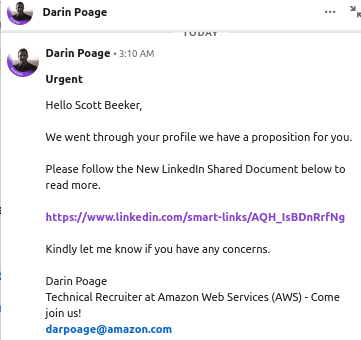 Darin Poage
TODAY
Darin Poage • 3:10 AM
Urgent
Hello Scott Beeker,
We went through your profile we have a proposition for you.
Please follow the New LinkedIn Shared Document below to
read more.
https://www.linkedin.com/smart-links/AQH_IsBDnRrfNg
Kindly let me know if you have any concerns.
Darin Poage
Technical Recruiter at Amazon Web Services (AWS) - Come
join us!
darpoage@amazon.com